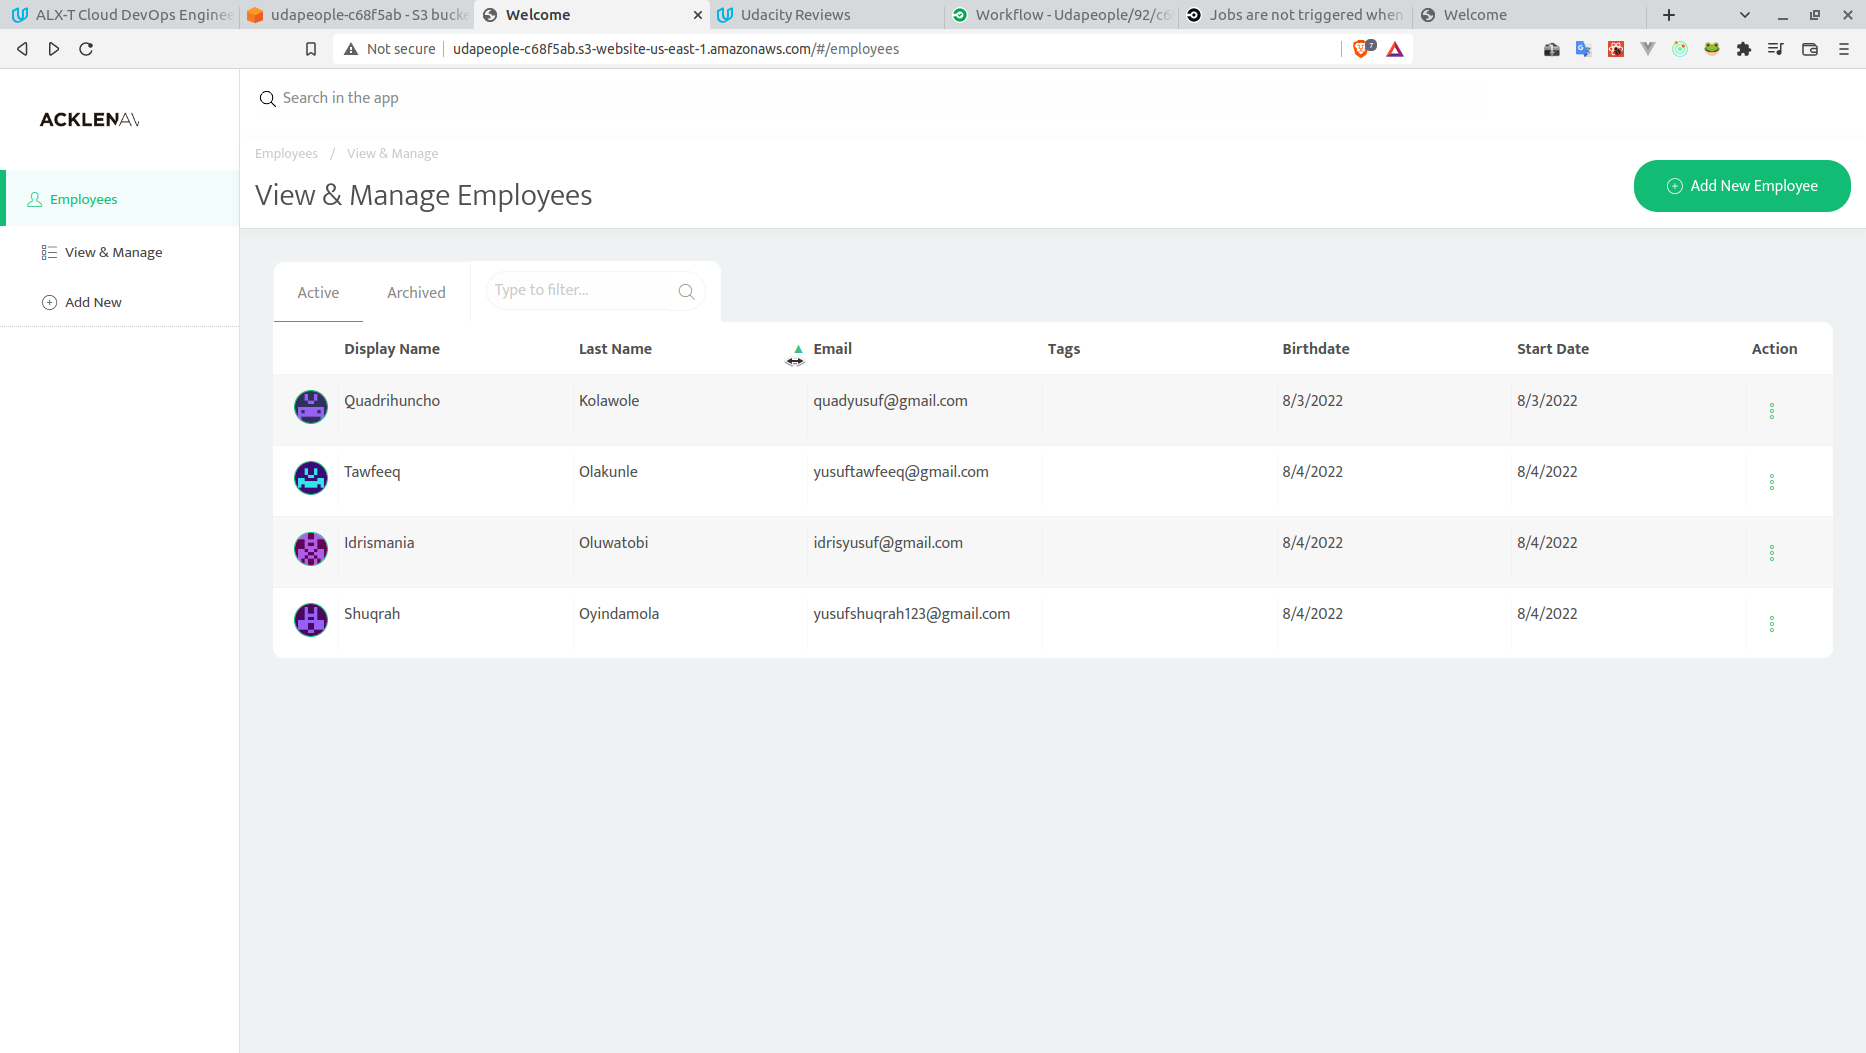 ALX-T Cloud DevOps Enginee
udapeople-c68f5ab - S3 bucke
Welcome
Udacity Reviews
Workflow - Udapeople/92/c6
Jobs are not triggered when
Welcome
Not secure
udapeople-c68f5ab.s3-website-us-east-1.amazonaws.com/#/employees
7
ACKLENAV
Search in the app
Employees / View & Manage
View & Manage Employees
Add New Employee
Employees
View & Manage
Add New
Active
Archived
Type to filter...
Display Name Last Name Email Tags Birthdate Start Date Action
Quadrihuncho Kolawole quadyusuf@gmail.com 8/3/2022 8/3/2022
Tawfeeq Olakunle yusuftawfeeq@gmail.com 8/4/2022 8/4/2022
Idrismania Oluwatobi idrisyusuf@gmail.com 8/4/2022 8/4/2022
Shuqrah Oyindamola yusufshuqrah123@gmail.com 8/4/2022 8/4/2022